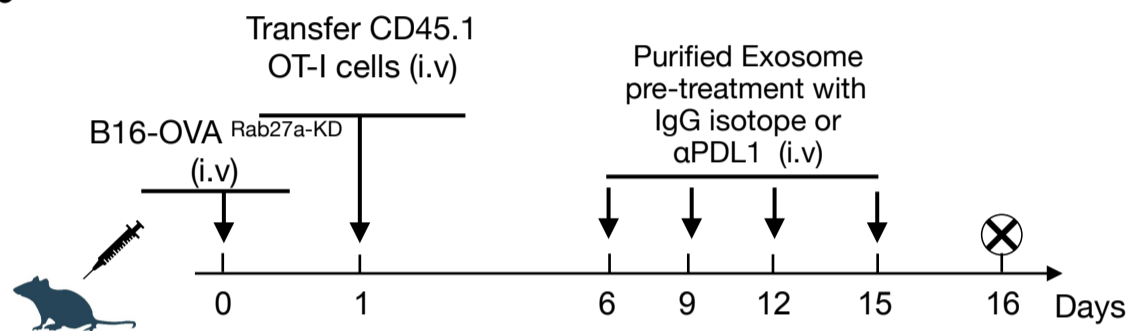 Transfer CD45.1
OT-I cells (i.v)
B16-OVA Rab27a-KD
(i.v)
Purified Exosome
pre-treatment with
IgG isotope or
αPDL1 (i.v)
0 1 6 9 12 15 16 Days